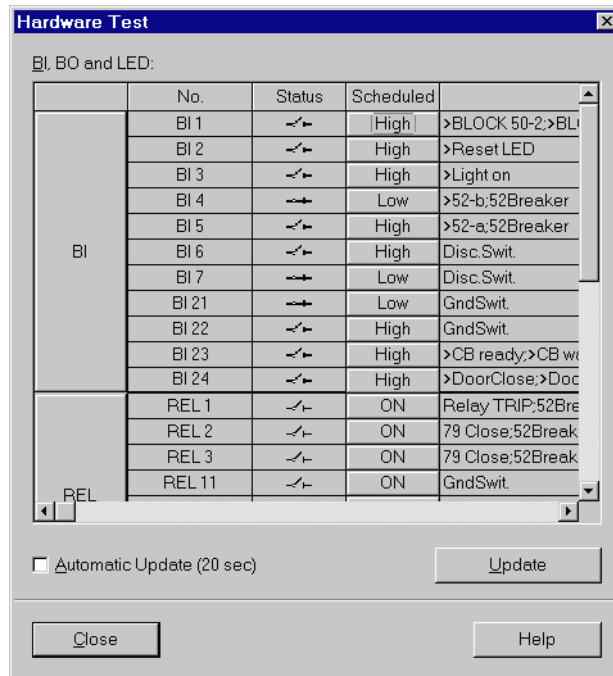 Hardware Test
BI, BO and LED:
No. Status Scheduled
BI 1 High >BLOCK 50-2;>BL
BI 2 High >Reset LED
BI 3 High >Light on
BI 4 Low >52-b;52Breaker
BI 5 High >52-a;52Breaker
BI BI 6 High Disc.Swit.
BI 7 Low Disc.Swit.
BI 21 Low GndSwit.
BI 22 High GndSwit.
BI 23 High >CB ready;>CB wa
BI 24 High >DoorClose;>Doo
REL 1 ON Relay TRIP;52Bre
REL 2 ON 79 Close;52Break
REL 3 ON 79 Close;52Break
REL REL 11 ON GndSwit.
Automatic Update (20 sec) Update
Close Help